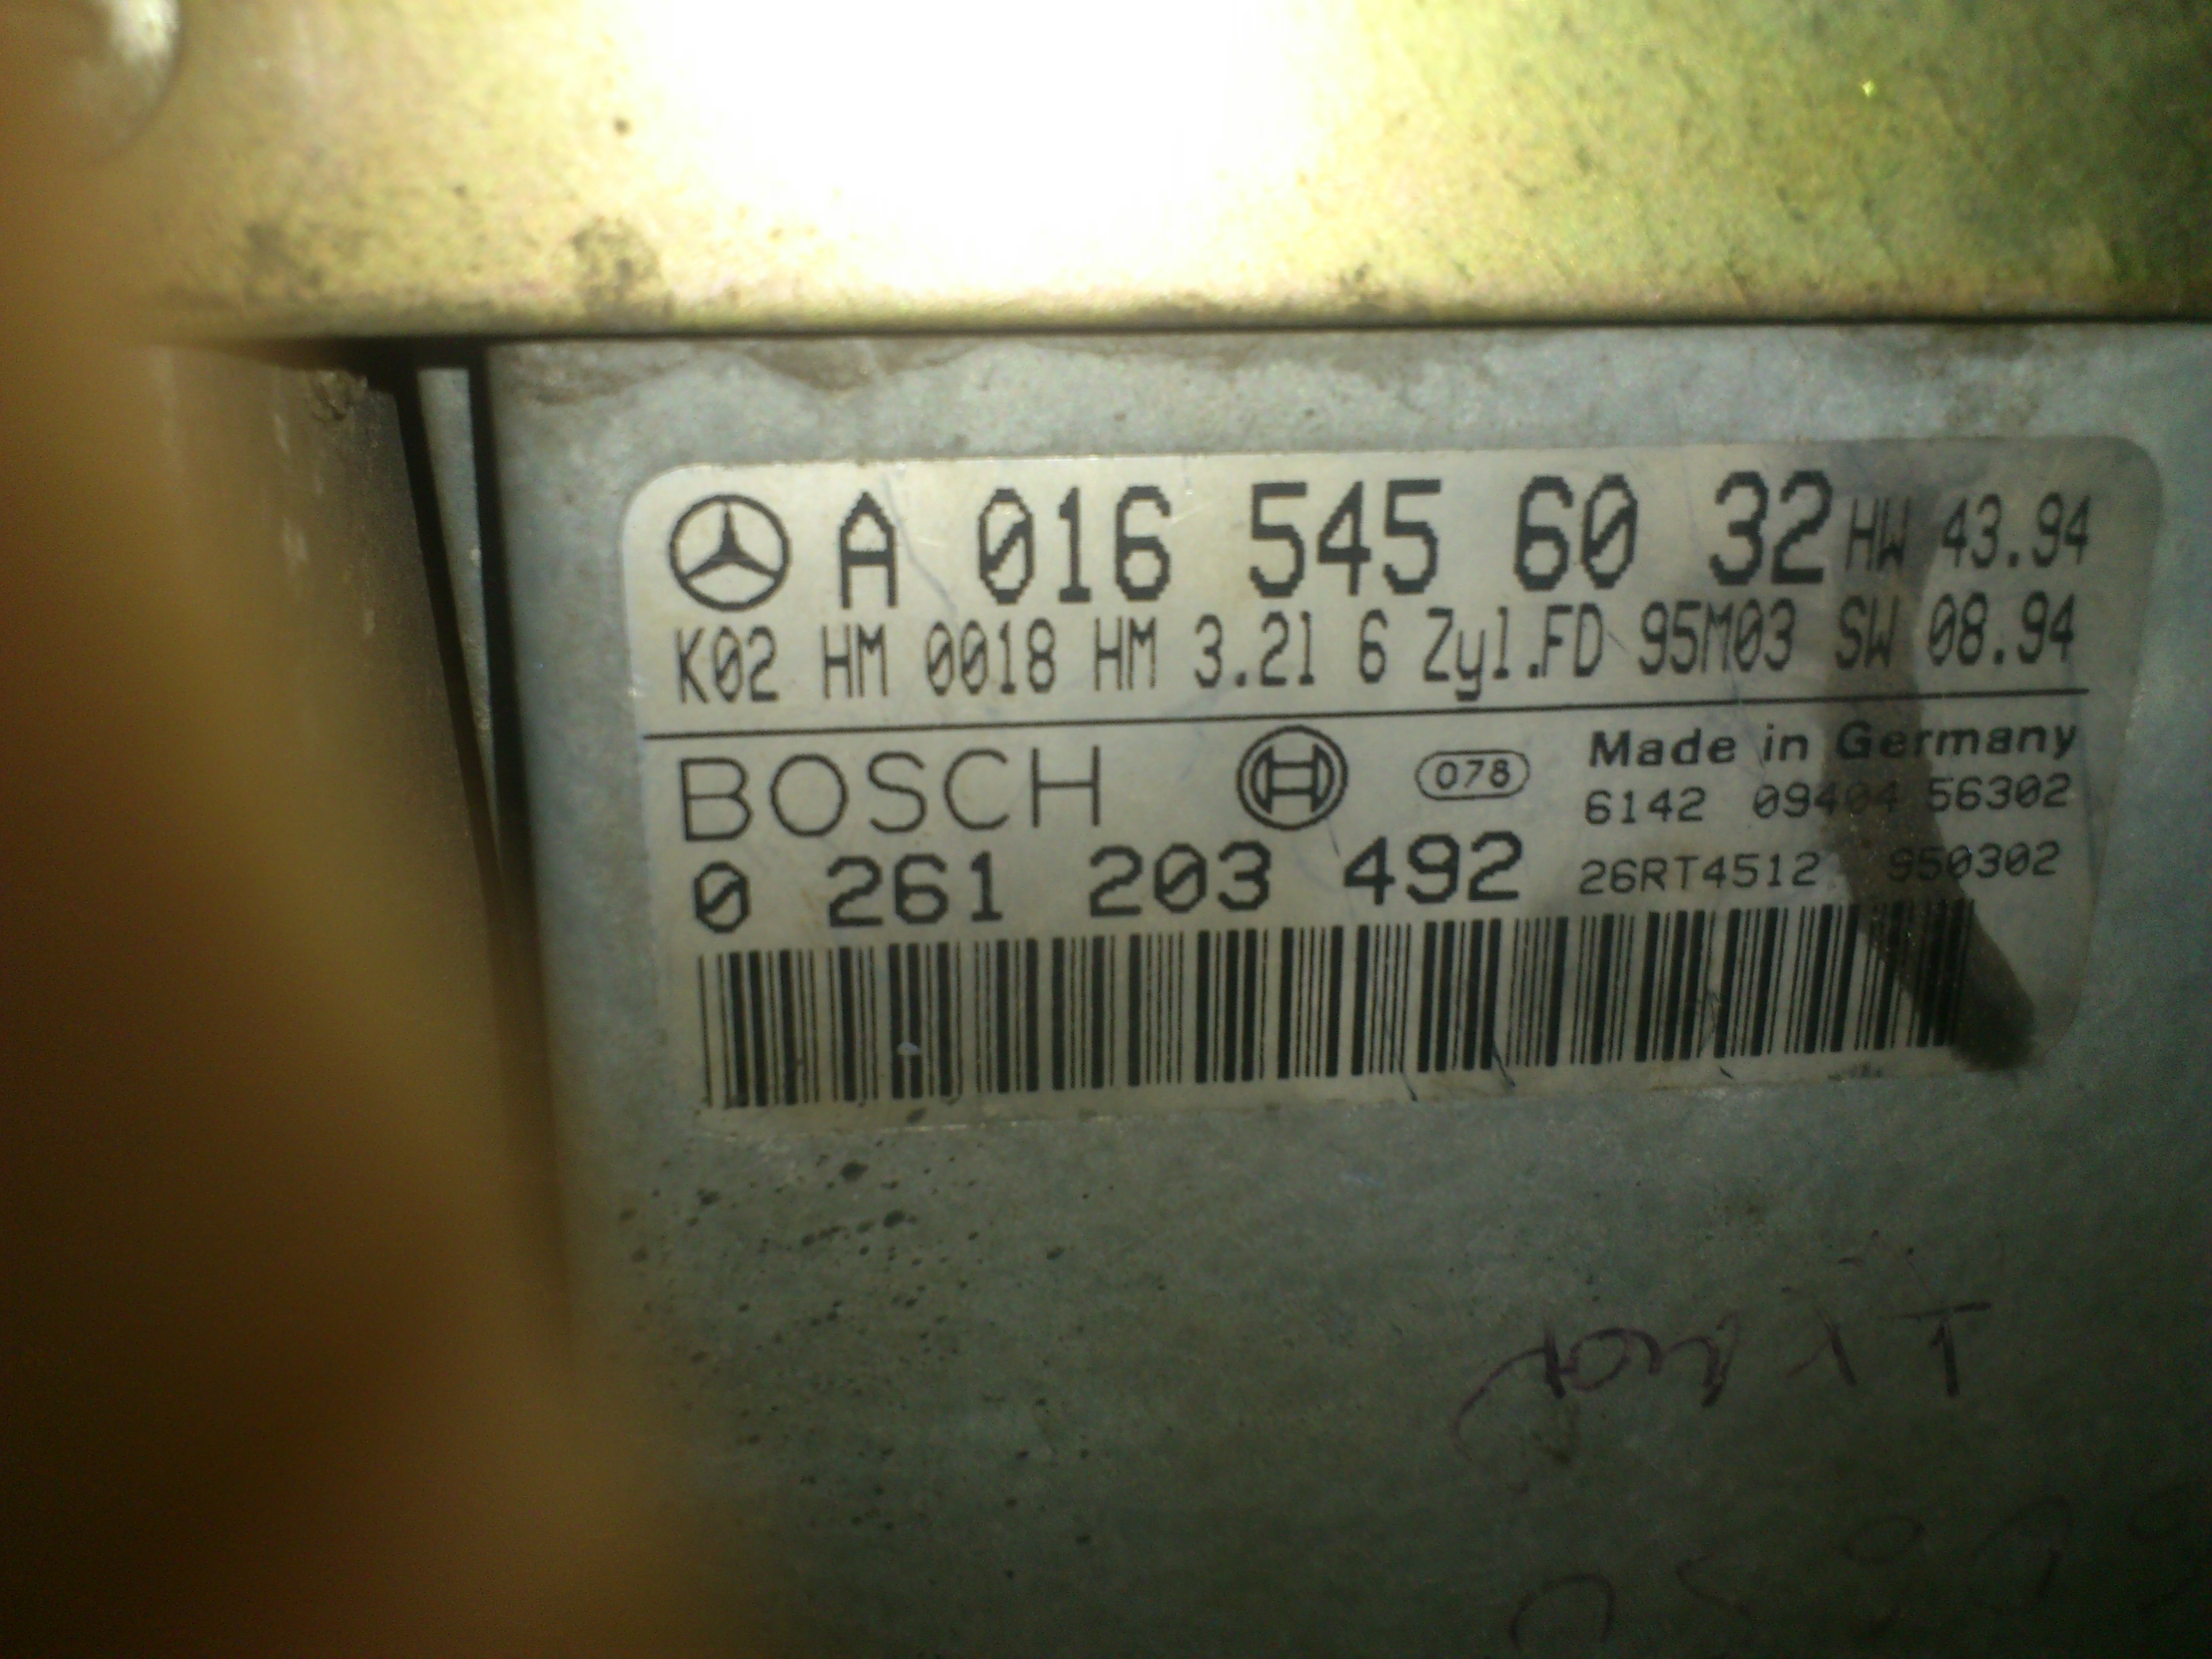 A 016 545 60 32 HW 43.94
K02 HM 0018 HM 3.2l 6 Zyl.FD 95M03 SW 08.94
BOSCH 078 Made in Germany
6142 09404 56302
0 261 203 492 26RT4512 950302